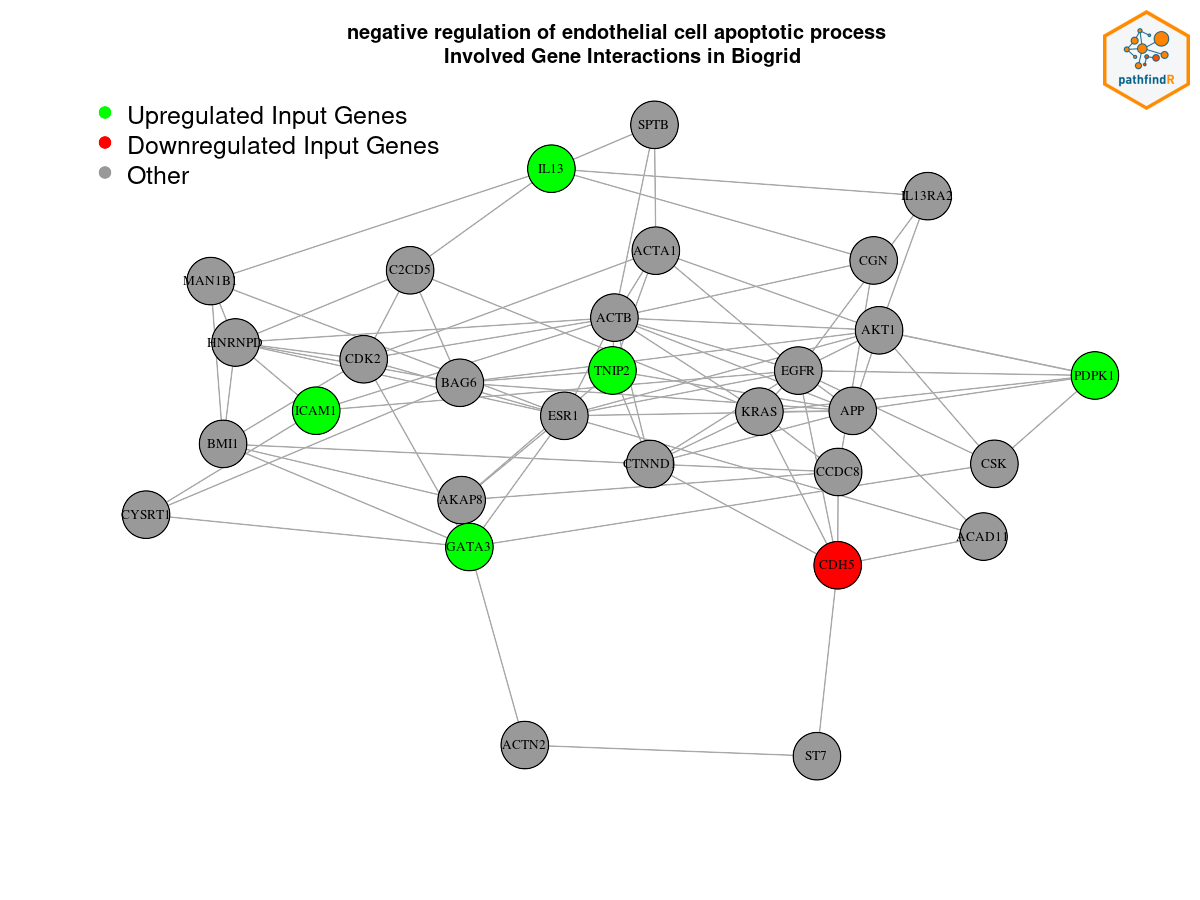 negative regulation of endothelial cell apoptotic process
Involved Gene Interactions in Biogrid
pathfindR
Upregulated Input Genes
Downregulated Input Genes
Other
SPTB
IL13
IL13RA2
ACTA1
CGN
C2CD5
MAN1B1
ACTB
AKT1
HNRNPD
CDK2
TNIP2
EGFR
PDPK1
BAG6
ICAM1
ESR1
KRAS
APP
BMI1
CTNND
CCDC8
CSK
AKAP8
CYSRT1
ACAD11
GATA3
CDH5
ACTN2
ST7